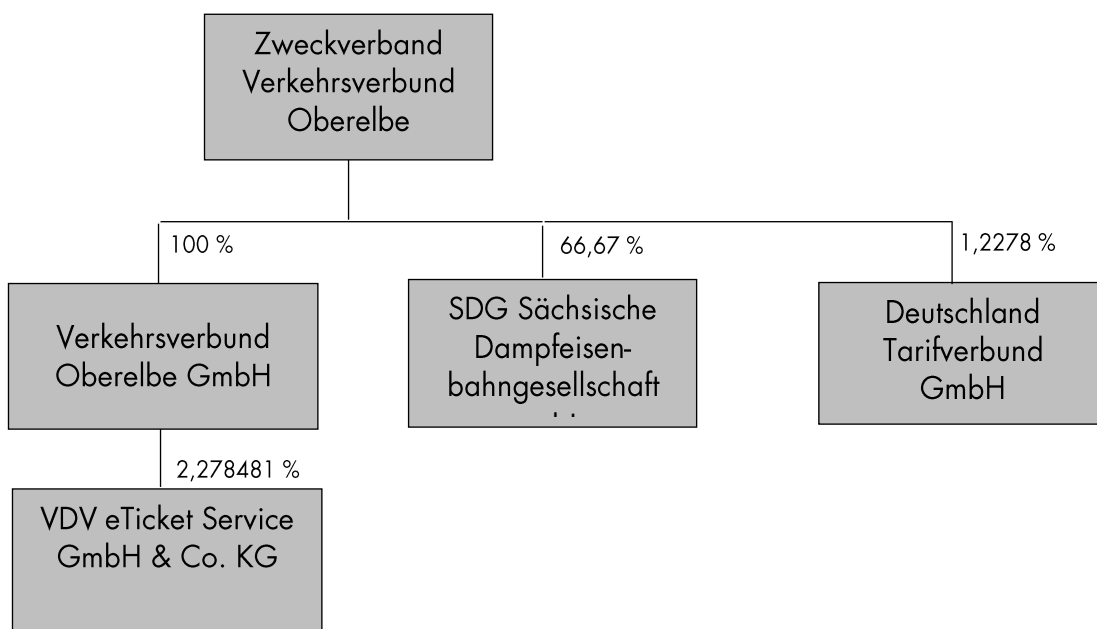 Zweckverband
Verkehrsverbund
Oberelbe
100 %
66,67 %
1,2278 %
Verkehrsverbund
Oberelbe GmbH
SDG Sächsische
Dampfeisen-
bahngesellschaft
Deutschland
Tarifverbund
GmbH
2,278481 %
VDV eTicket Service
GmbH & Co. KG